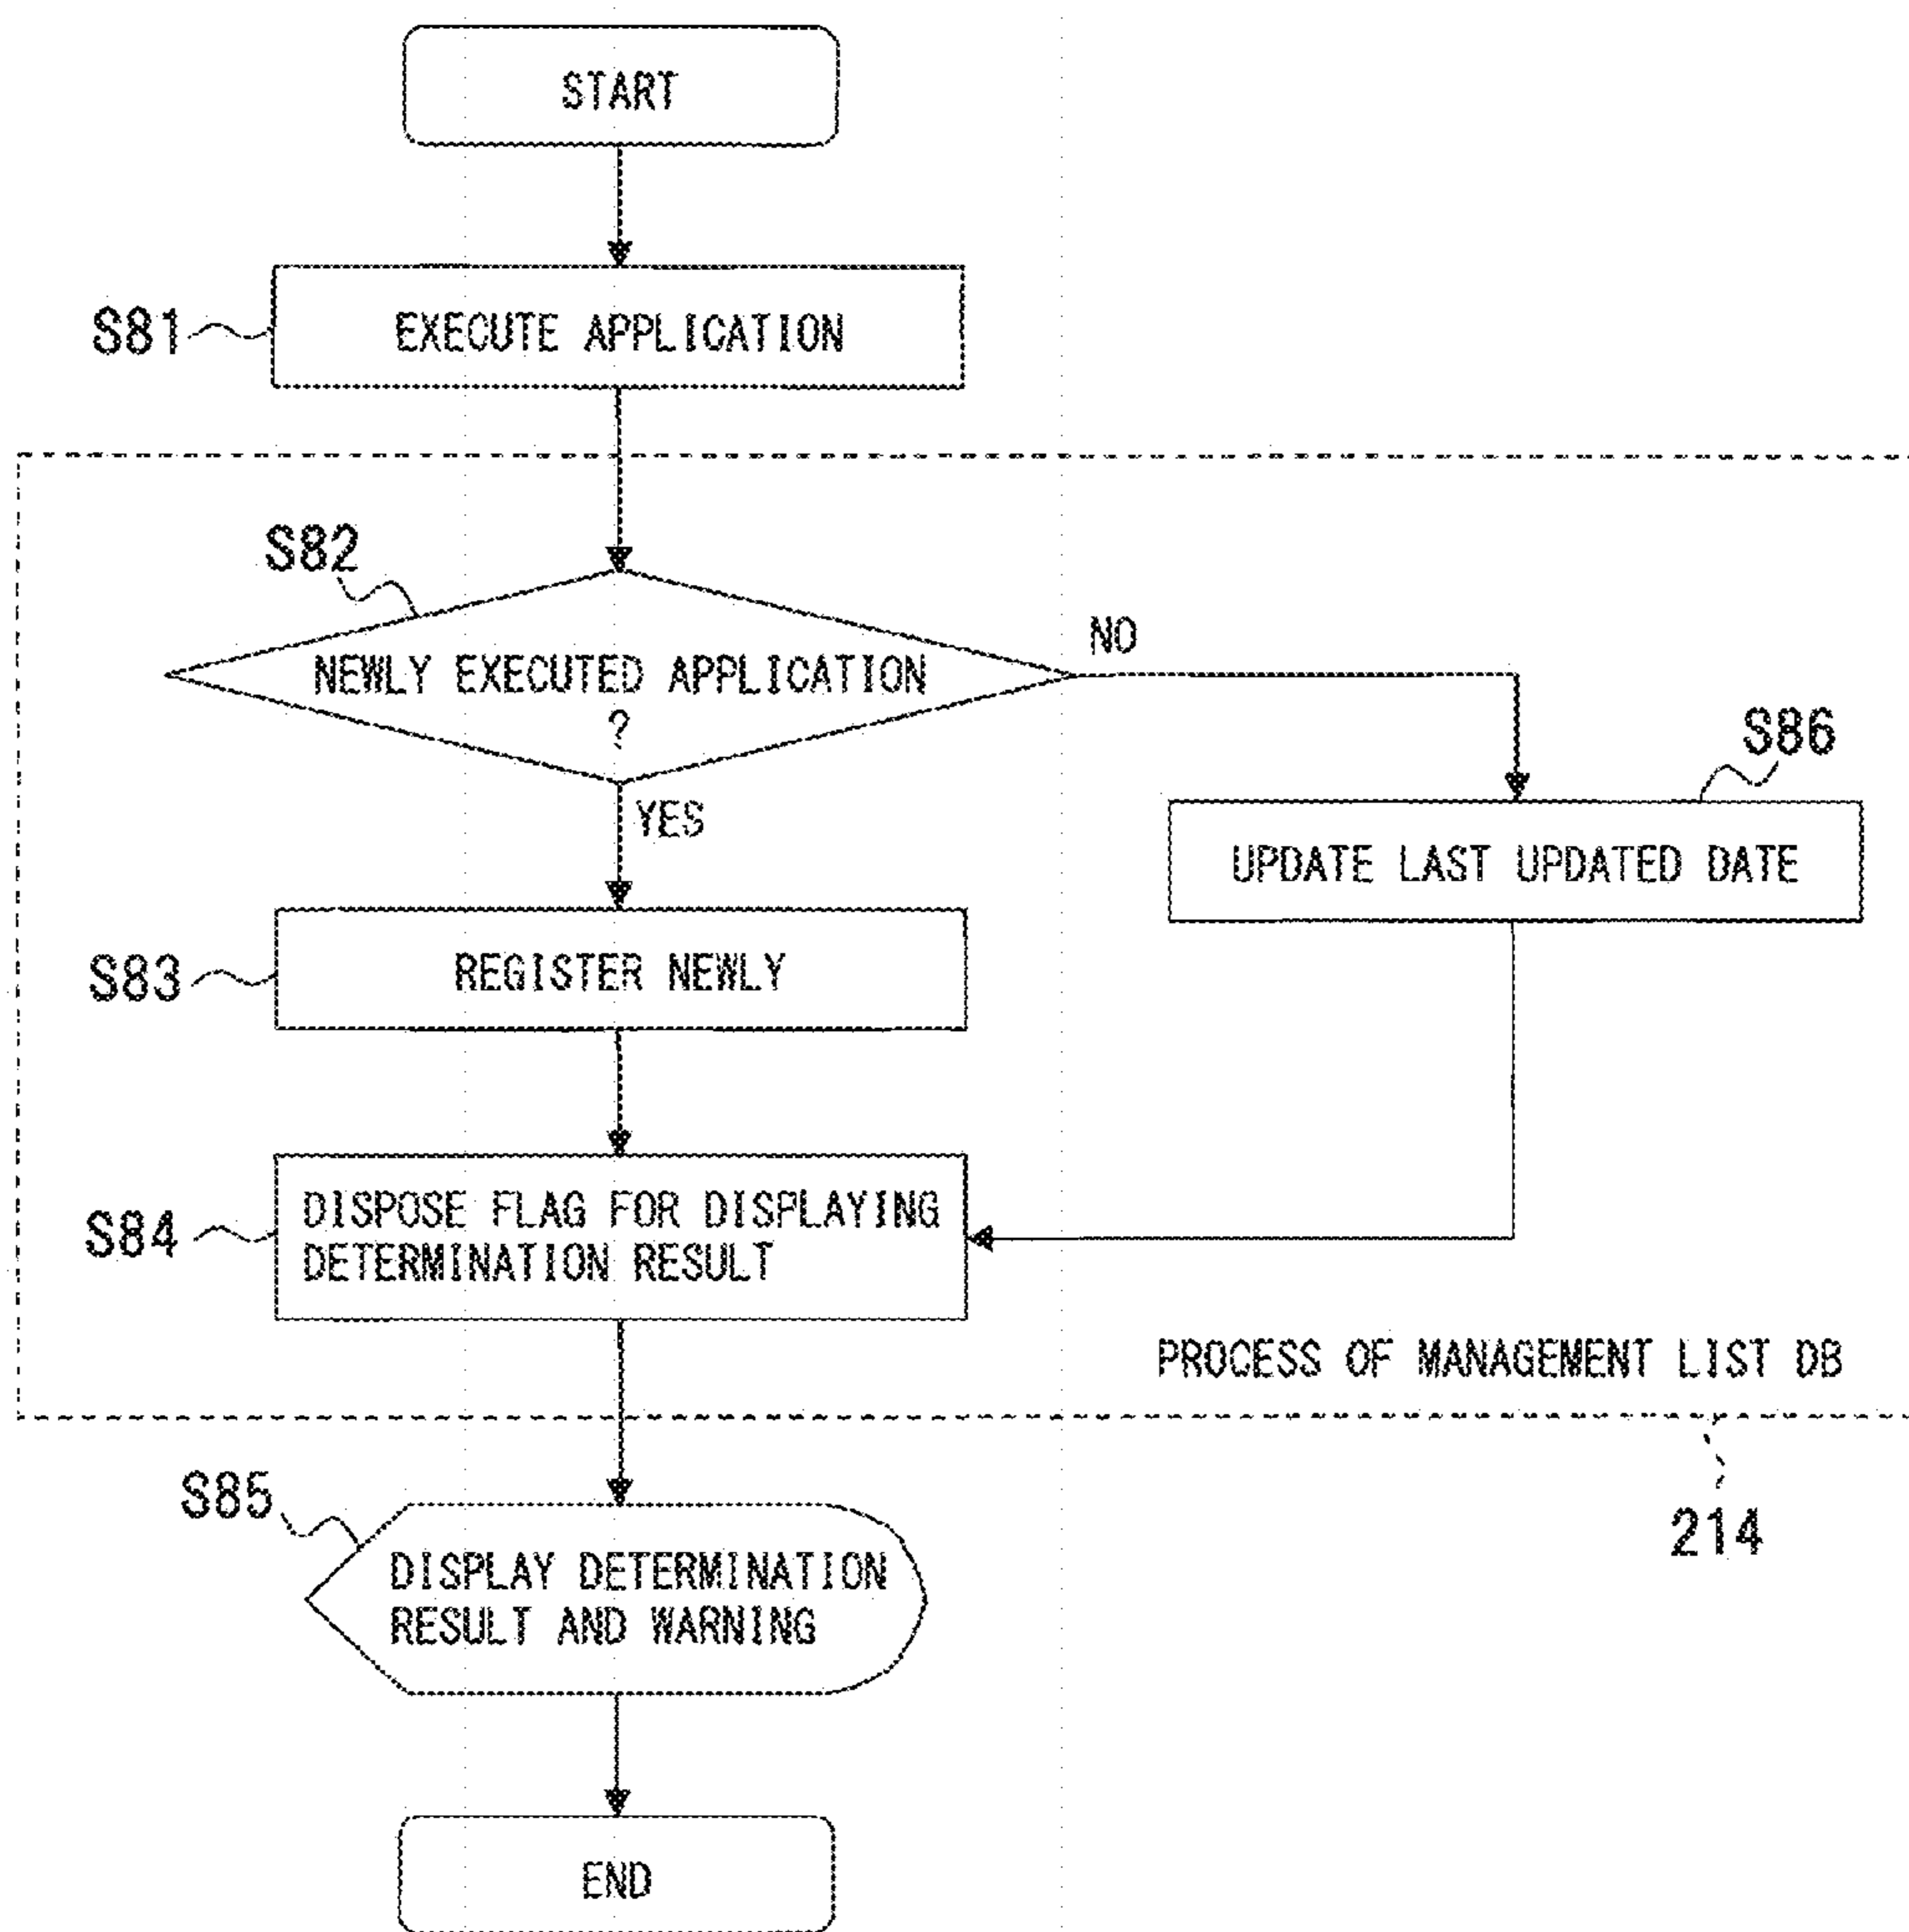 START
S81
EXECUTE APPLICATION
S82
NEWLY EXECUTED APPLICATION
?
NO
YES
S86
UPDATE LAST UPDATED DATE
S83
REGISTER NEWLY
S84
DISPOSE FLAG FOR DISPLAYING
DETERMINATION RESULT
PROCESS OF MANAGEMENT LIST DB
214
S85
DISPLAY DETERMINATION
RESULT AND WARNING
END